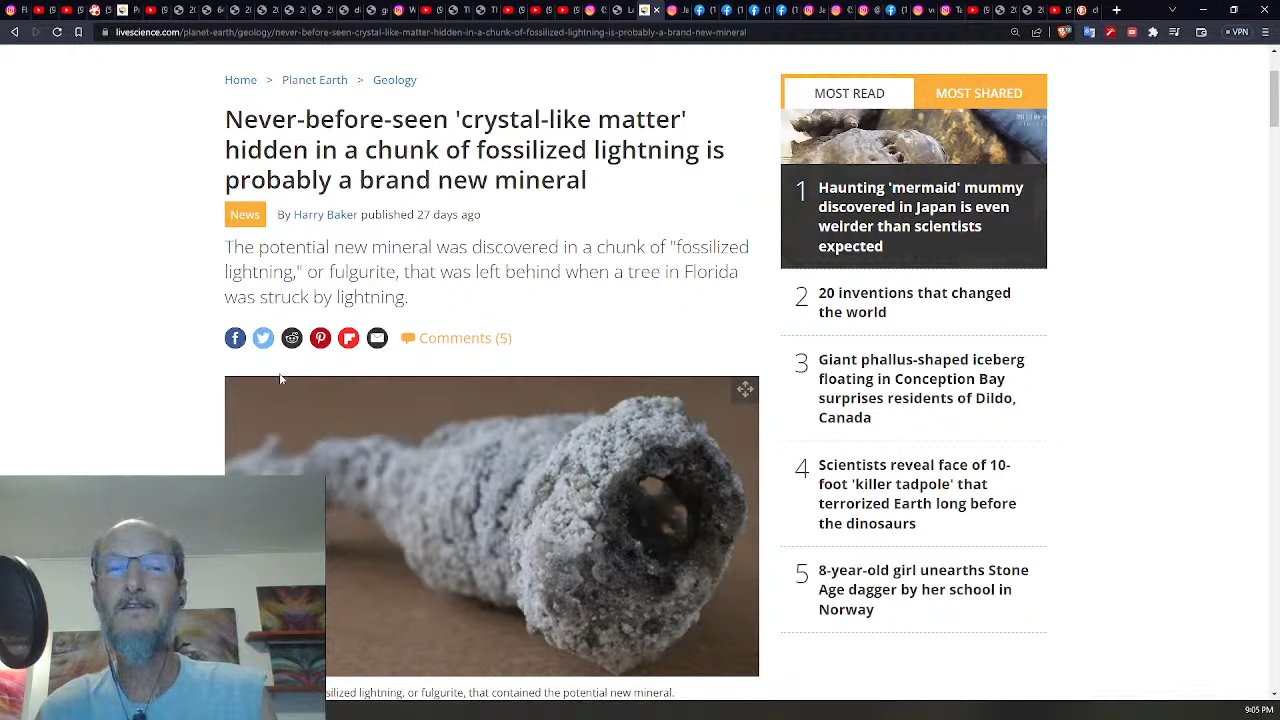 livescience.com/planet-earth/geology/never-before-seen-crystal-like-matter-hidden-in-a-chunk-of-fossilized-lightning-is-probably-a-brand-new-mineral
VPN
Home > Planet Earth > Geology
Never-before-seen 'crystal-like matter'
hidden in a chunk of fossilized lightning is
probably a brand new mineral
News By Harry Baker published 27 days ago
The potential new mineral was discovered in a chunk of "fossilized
lightning," or fulgurite, that was left behind when a tree in Florida
was struck by lightning.
Comments (5)
silized lightning, or fulgurite, that contained the potential new mineral.
MOST READ
MOST SHARED
1 Haunting 'mermaid' mummy
discovered in Japan is even
weirder than scientists
expected
2 20 inventions that changed
the world
3 Giant phallus-shaped iceberg
floating in Conception Bay
surprises residents of Dildo,
Canada
4 Scientists reveal face of 10-
foot 'killer tadpole' that
terrorized Earth long before
the dinosaurs
5 8-year-old girl unearths Stone
Age dagger by her school in
Norway
9:05 PM